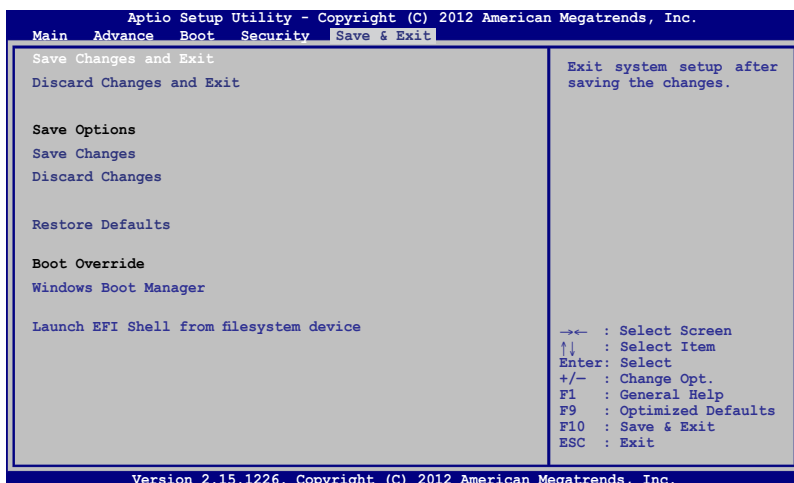 Aptio Setup Utility - Copyright (C) 2012 American Megatrends, Inc.
Main Advance Boot Security Save & Exit
Save Changes and Exit
Discard Changes and Exit
Save Options
Save Changes
Discard Changes
Restore Defaults
Boot Override
Windows Boot Manager
Launch EFI Shell from filesystem device
Exit system setup after
saving the changes.
→← : Select Screen
↑↓ : Select Item
Enter: Select
+/— : Change Opt.
F1 : General Help
F9 : Optimized Defaults
F10 : Save & Exit
ESC : Exit
Version 2.15.1226. Copyright (C) 2012 American Megatrends, Inc.